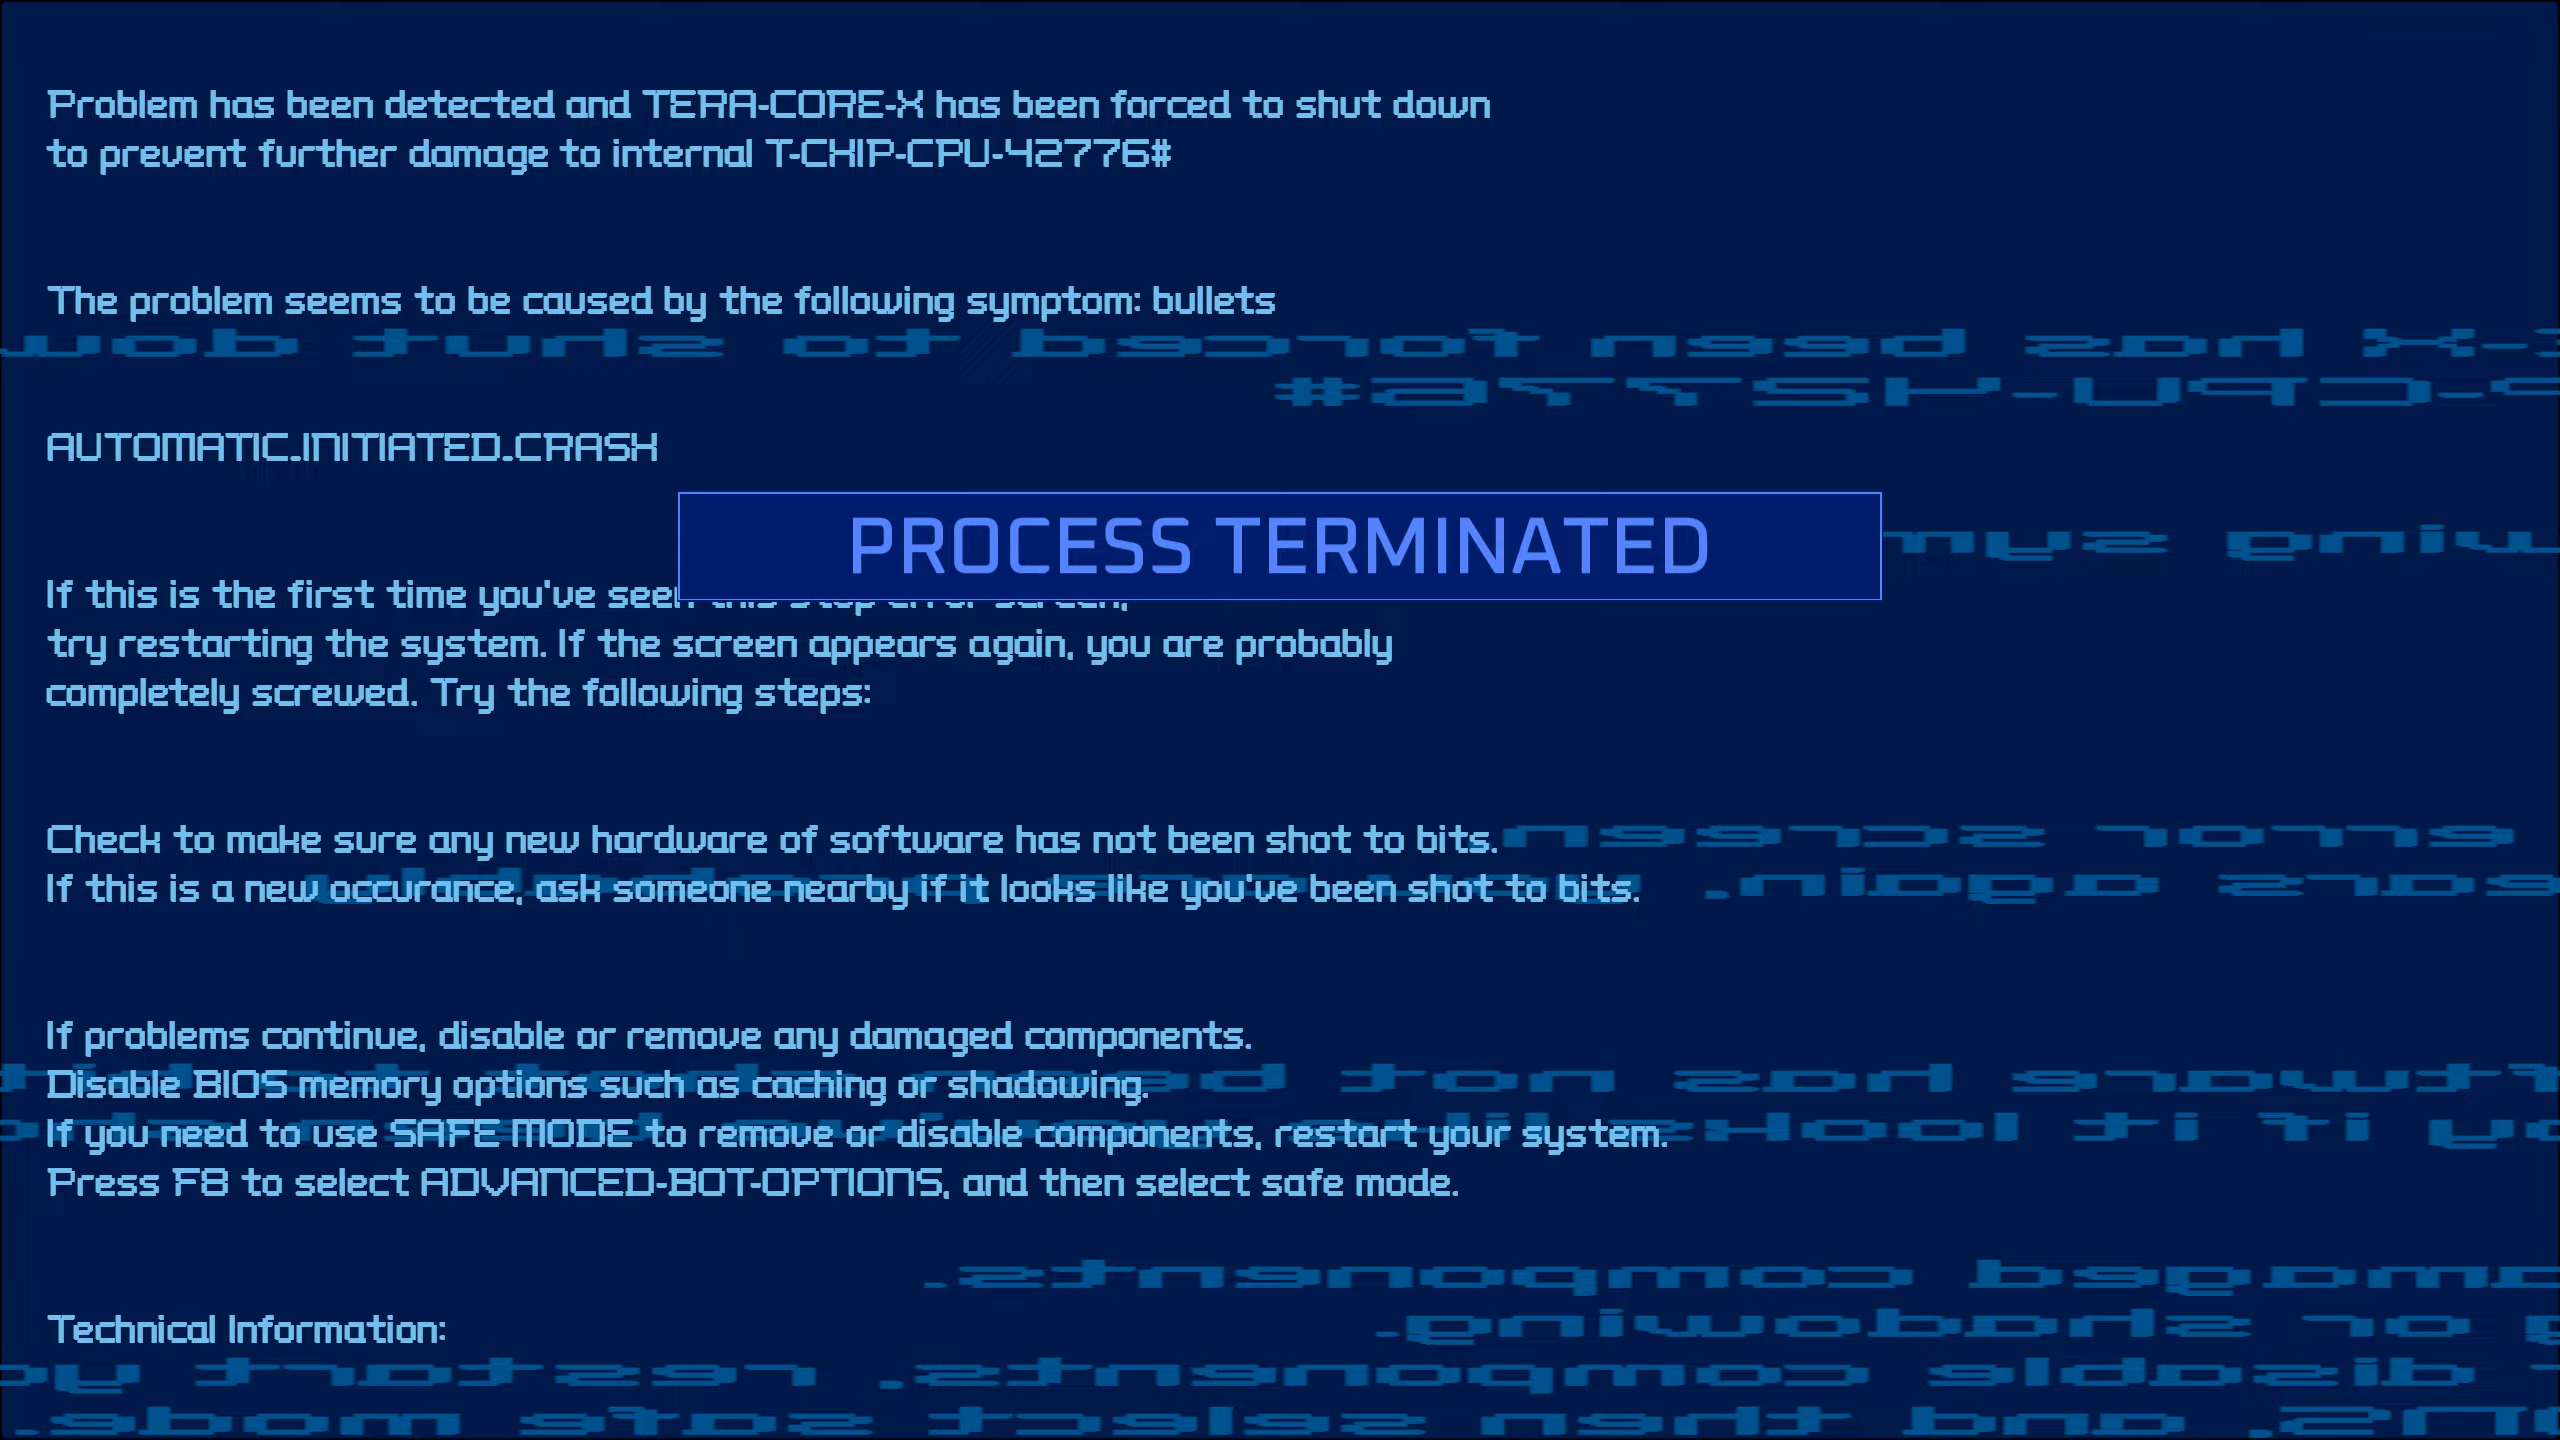 Problem has been detected and TERA-CORE-X has been forced to shut down
to prevent further damage to internal T-CHIP-CPU-42776#
The problem seems to be caused by the following symptom: bullets
AUTOMATIC_INITIATED_CRASH
PROCESS TERMINATED
If this is the first time you've seen this stop error screen,
try restarting the system. If the screen appears again, you are probably
completely screwed. Try the following steps:
Check to make sure any new hardware of software has not been shot to bits.
If this is a new occurance, ask someone nearby if it looks like you've been shot to bits.
If problems continue, disable or remove any damaged components.
Disable BIOS memory options such as caching or shadowing.
If you need to use SAFE MODE to remove or disable components, restart your system.
Press F8 to select ADVANCED-BOT-OPTIONS, and then select safe mode.
Technical Information: